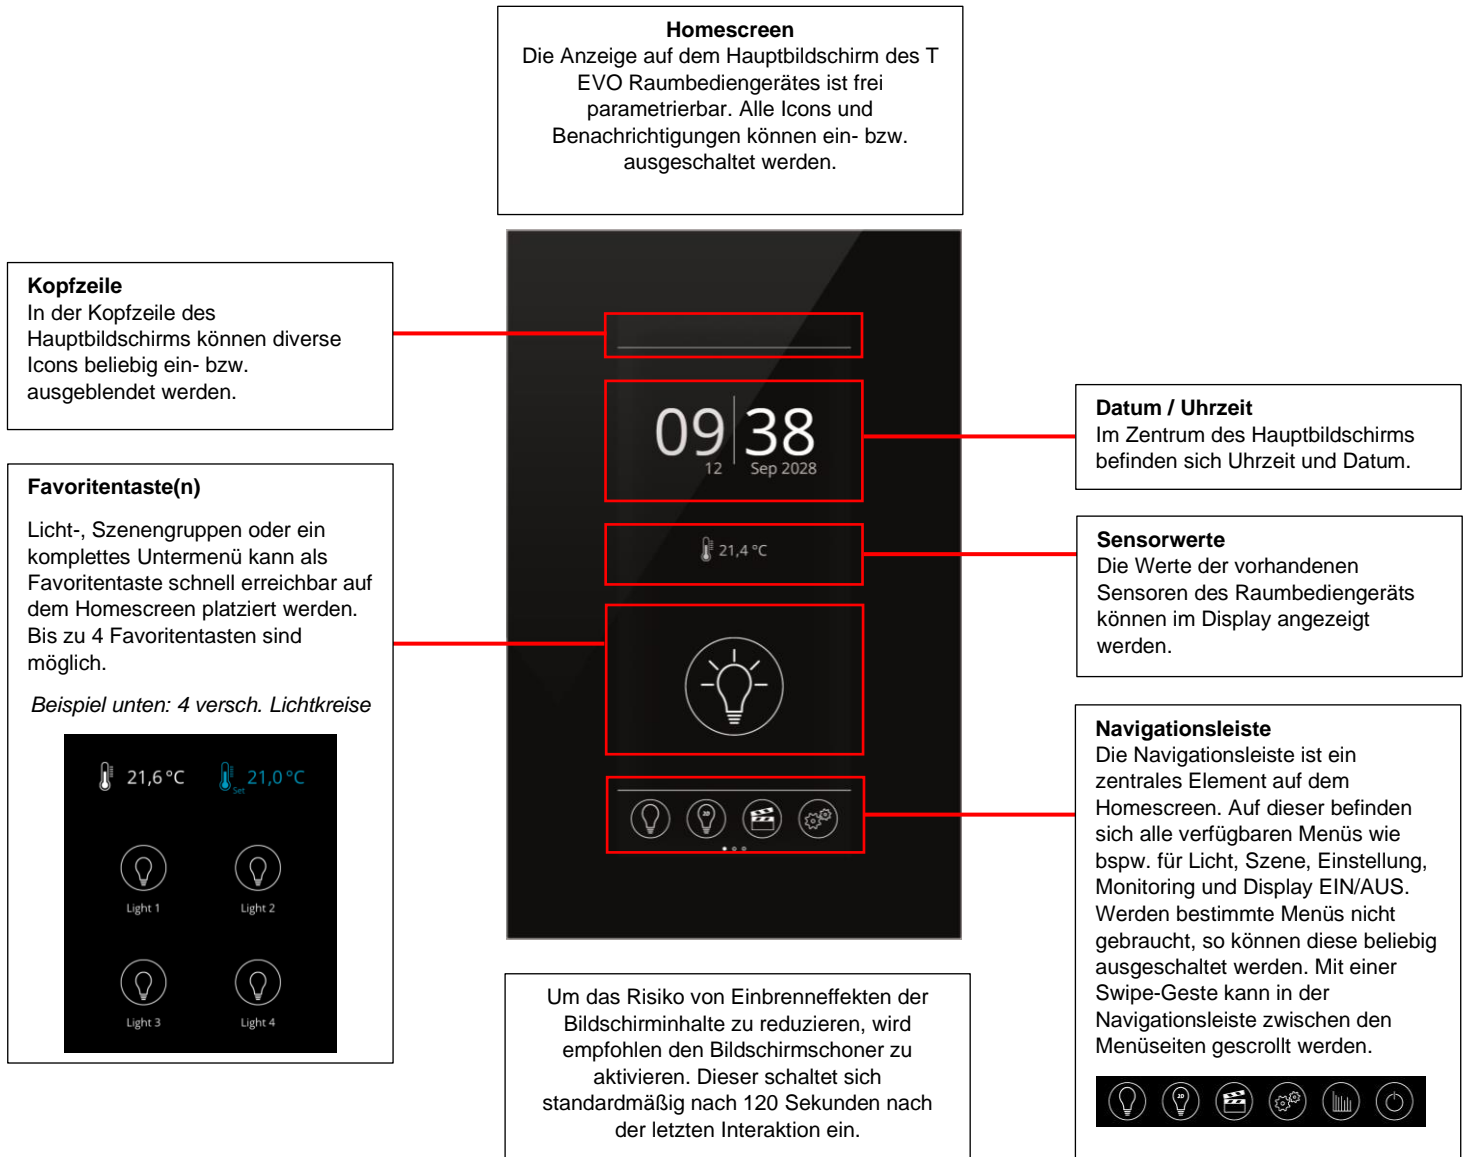 Homescreen
Die Anzeige auf dem Hauptbildschirm des T
EVO Raumbediengerätes ist frei
parametrierbar. Alle Icons und
Benachrichtigungen können ein- bzw.
ausgeschaltet werden.
Kopfzeile
In der Kopfzeile des
Hauptbildschirms können diverse
Icons beliebig ein- bzw.
ausgeblendet werden.
Favoritentaste(n)
Licht-, Szenengruppen oder ein
komplettes Untermenü kann als
Favoritentaste schnell erreichbar auf
dem Homescreen platziert werden.
Bis zu 4 Favoritentasten sind
möglich.
Beispiel unten: 4 versch. Lichtkreise
21,6 °C
21,0 °C
Set
Light 1
Light 2
Light 3
Light 4
09 38
12 Sep 2028
21,4 °C
2D
Um das Risiko von Einbrenneffekten der
Bildschirminhalte zu reduzieren, wird
empfohlen den Bildschirmschoner zu
aktivieren. Dieser schaltet sich
standardmäßig nach 120 Sekunden nach
der letzten Interaktion ein.
Datum / Uhrzeit
Im Zentrum des Hauptbildschirms
befinden sich Uhrzeit und Datum.
Sensorwerte
Die Werte der vorhandenen
Sensoren des Raumbediengeräts
können im Display angezeigt
werden.
Navigationsleiste
Die Navigationsleiste ist ein
zentrales Element auf dem
Homescreen. Auf dieser befinden
sich alle verfügbaren Menüs wie
bspw. für Licht, Szene, Einstellung,
Monitoring und Display EIN/AUS.
Werden bestimmte Menüs nicht
gebraucht, so können diese beliebig
ausgeschaltet werden. Mit einer
Swipe-Geste kann in der
Navigationsleiste zwischen den
Menüseiten gescrollt werden.
2D